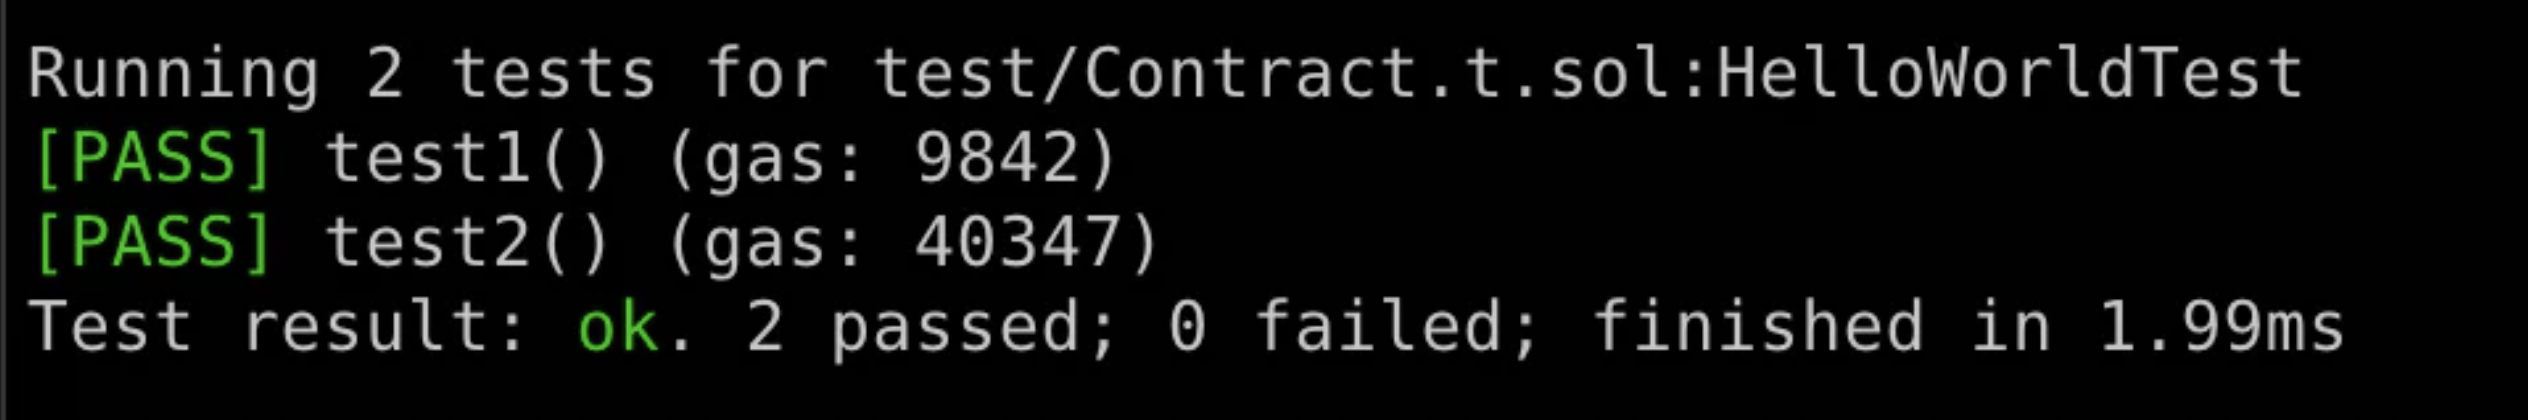 Running 2 tests for test/Contract.t.sol:HelloWorldTest
[PASS] test1() (gas: 9842)
[PASS] test2() (gas: 40347)
Test result: ok. 2 passed; 0 failed; finished in 1.99ms